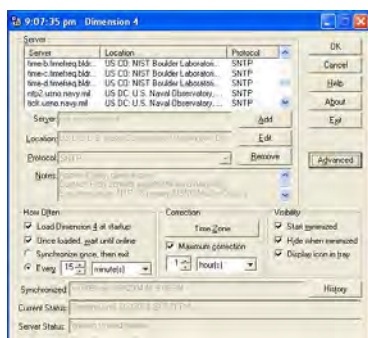 9:07:35 pm Dimension 4
Server
Server Location Protocol
time-b.timefreq.bldr... US CO: NIST Boulder Laboratori... SNTP
time-c.timefreq.bldr... US CO: NIST Boulder Laboratori... SNTP
time-d.timefreq.bldr... US CO: NIST Boulder Laboratori... SNTP
ntp2.usno.navy.mil US DC: U.S. Naval Observatory, ... SNTP
tick.usno.navy.mil US DC: U.S. Naval Observatory, ... SNTP
OK
Cancel
Help
About
Exit
Advanced
Server:
Add
Location:
Edit
Protocol: SNTP
Remove
Notes:
How Often
Load Dimension 4 at startup
Once loaded, wait until online
Synchronize once, then exit
Every 15 minute(s)
Correction
Time Zone
Maximum correction
1 hour(s)
Visibility
Start minimized
Hide when minimized
Display icon in tray
Synchronized:
History
Current Status:
Server Status: